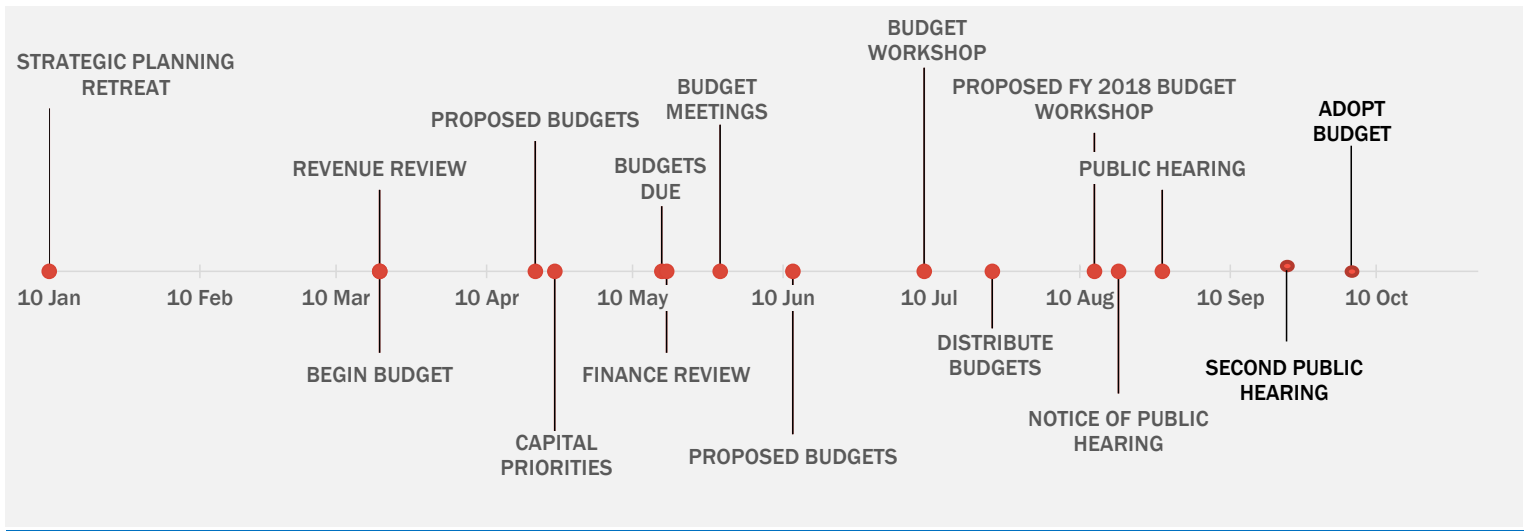 STRATEGIC PLANNING
RETREAT
REVENUE REVIEW
BEGIN BUDGET
PROPOSED BUDGETS
CAPITAL
PRIORITIES
BUDGETS
DUE
FINANCE REVIEW
BUDGET
MEETINGS
PROPOSED BUDGETS
BUDGET
WORKSHOP
DISTRIBUTE
BUDGETS
PROPOSED FY 2018 BUDGET
WORKSHOP
NOTICE OF PUBLIC
HEARING
PUBLIC HEARING
SECOND PUBLIC
HEARING
ADOPT
BUDGET
10 Jan
10 Feb
10 Mar
10 Apr
10 May
10 Jun
10 Jul
10 Aug
10 Sep
10 Oct